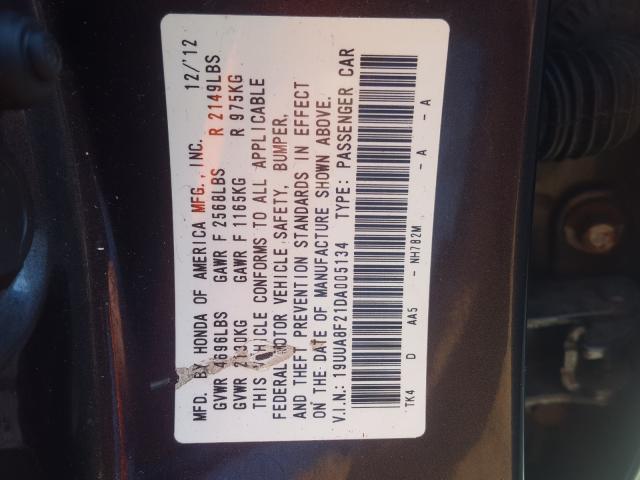 MFD. BY HONDA OF AMERICA MFG., INC. 12/'12
GVWR 4696LBS GAWR F 2568LBS R 2149LBS
GVWR 2130KG GAWR F 1165KG R 975KG
THIS VEHICLE CONFORMS TO ALL APPLICABLE
FEDERAL MOTOR VEHICLE SAFETY, BUMPER,
AND THEFT PREVENTION STANDARDS IN EFFECT
ON THE DATE OF MANUFACTURE SHOWN ABOVE.
V.I.N.: 19UUA8F21DA005134 TYPE: PASSENGER CAR
TK4 D AA5 - NH782M - A - A